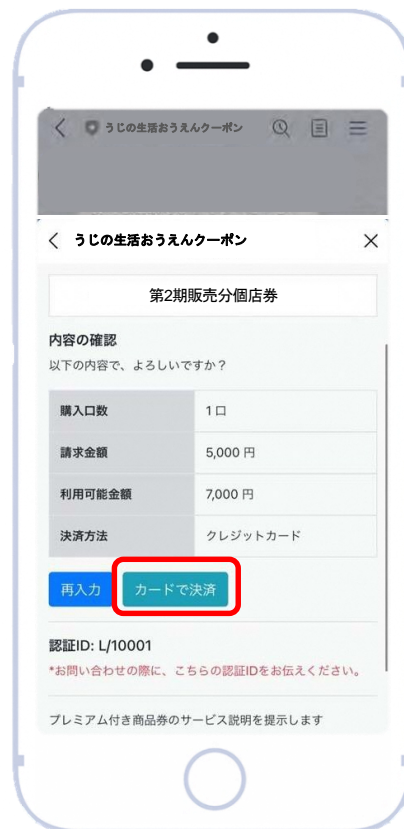 うじの生活おうえんクーポン
うじの生活おうえんクーポン
第2期販売分個店券
内容の確認
以下の内容で、よろしいですか？
購入口数 1口
請求金額 5,000 円
利用可能金額 7,000 円
決済方法 クレジットカード
再入力 カードで決済
認証ID: L/10001
*お問い合わせの際に、こちらの認証IDをお伝えください。
プレミアム付き商品券のサービス説明を提示します